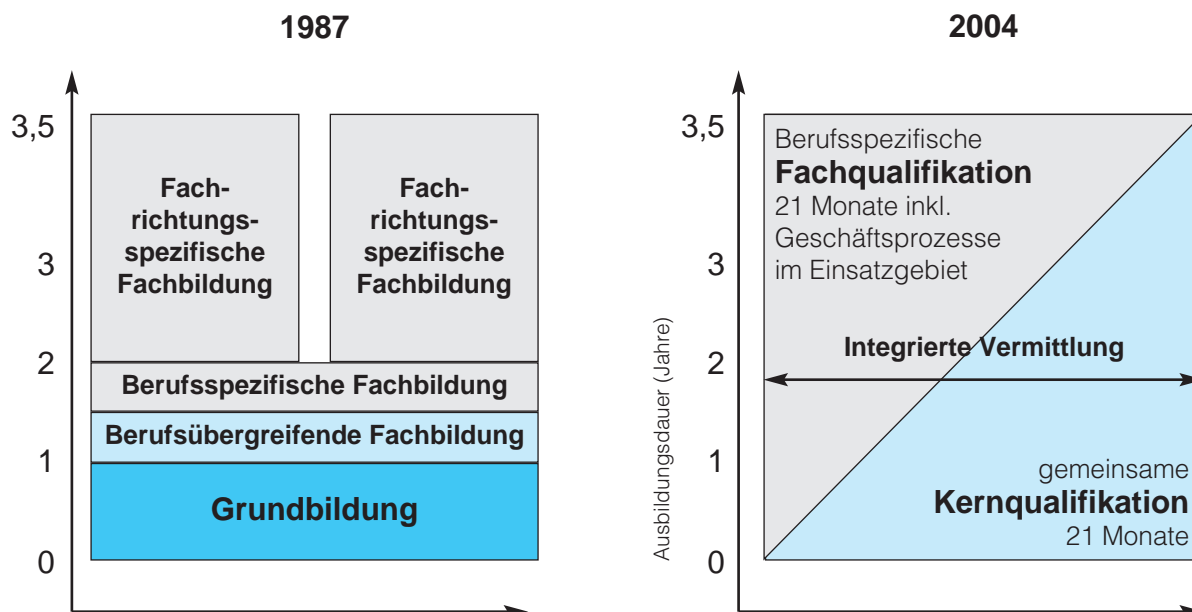 1987
3,5
3
2
1
0
Fach-
richtungs-
spezifische
Fachbildung
Fach-
richtungs-
spezifische
Fachbildung
Berufsspezifische Fachbildung
Berufsübergreifende Fachbildung
Grundbildung
2004
Ausbildungsdauer (Jahre)
3,5
3
2
1
0
Berufsspezifische
Fachqualifikation
21 Monate inkl.
Geschäftsprozesse
im Einsatzgebiet
Integrierte Vermittlung
gemeinsame
Kernqualifikation
21 Monate